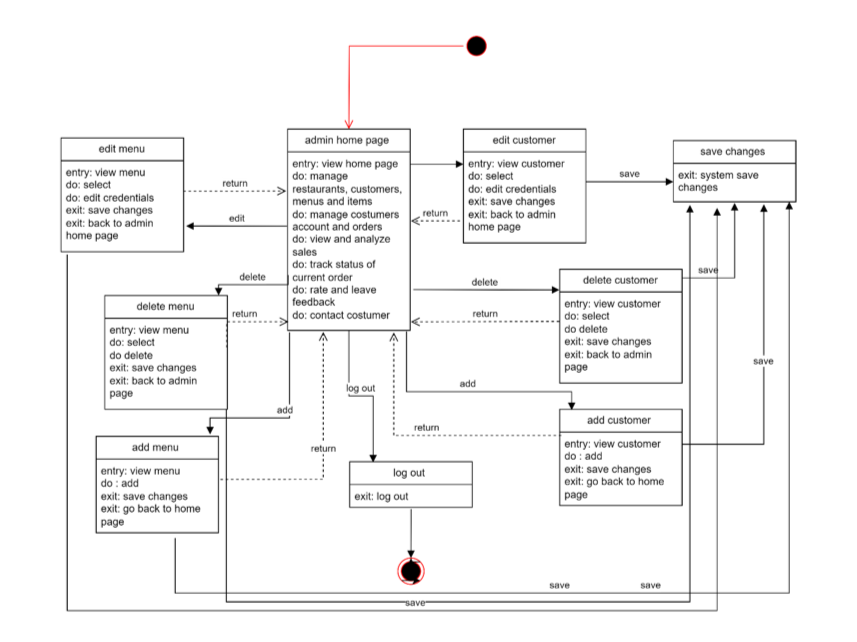 edit menu
entry: view menu
do: select
do: edit credentials
exit: save changes
exit: back to admin
home page
return
edit
admin home page
entry: view home page
do: manage
restaurants, customers,
menus and items
do: manage costumers
account and orders
do: view and analyze
sales
do: track status of
current order
do: rate and leave
feedback
do: contact costumer
edit customer
entry: view customer
do: select
do: edit credentials
exit: save changes
exit: back to admin
home page
return
save
save changes
exit: system save
changes
delete
delete menu
entry: view menu
do: select
do delete
exit: save changes
exit: back to admin
page
return
delete
return
delete customer
entry: view customer
do: select
do delete
exit: save changes
exit: back to admin
page
save
save
add
add menu
entry: view menu
do : add
exit: save changes
exit: go back to home
page
return
log out
log out
exit: log out
add
return
add customer
entry: view customer
do : add
exit: save changes
exit: go back to home
page
save
save
save